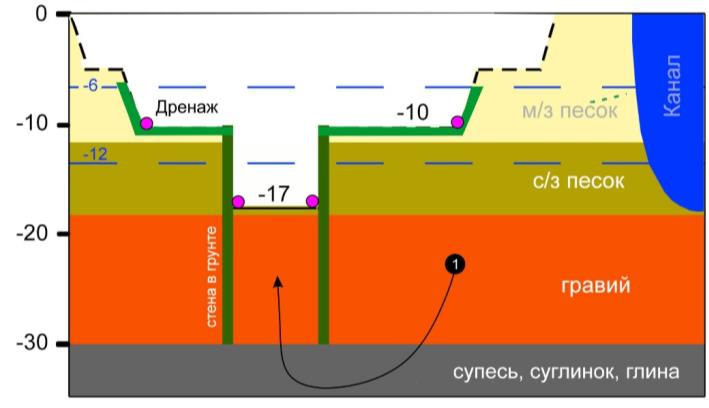 0
-5
-6
Дренаж
-10
-10
м/з песок
Канал
-12
-17
с/з песок
-20
стена в грунте
1
гравий
-30
супесь, суглинок, глина